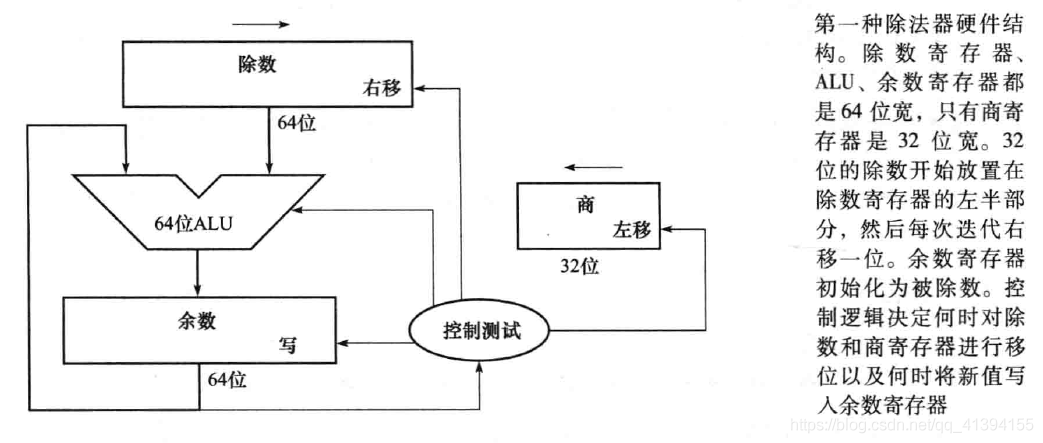 除数
右移
64位
64位ALU
商
左移
32位
余数
写
64位
控制测试
第一种除法器硬件结
构。除数寄存器、
ALU、余数寄存器都
是64位宽，只有商寄
存器是32位宽。32
位的除数开始放置在
除数寄存器的左半部
分，然后每次迭代右
移一位。余数寄存器
初始化为被除数。控
制逻辑决定何时对除
数和商寄存器进行移
位以及何时将新值写
入余数寄存器
https://blog.csdn.net/qq_41394155